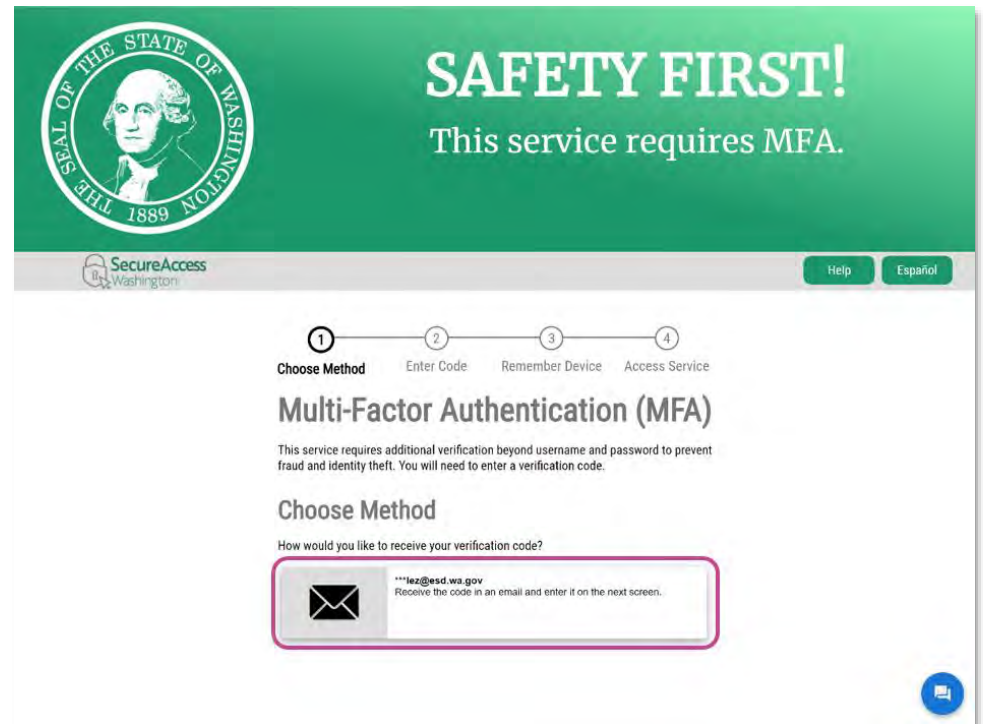 THE SEAL OF THE STATE OF WASHINGTON
1889
SAFETY FIRST!
This service requires MFA.
SecureAccess
Washington
Help
Español
1
2
3
4
Choose Method
Enter Code
Remember Device
Access Service
Multi-Factor Authentication (MFA)
This service requires additional verification beyond username and password to prevent
fraud and identity theft. You will need to enter a verification code.
Choose Method
How would you like to receive your verification code?
***lez@esd.wa.gov
Receive the code in an email and enter it on the next screen.